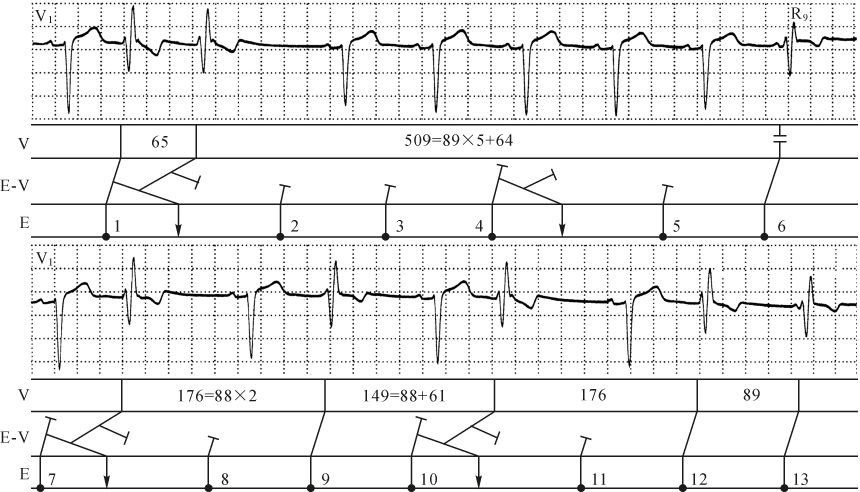 V₁ R₉
V 65 509=89×5+64
E-V
E 1 2 3 4 5 6
V₁
V 176=88×2 149=88+61 176 89
E-V
E 7 8 9 10 11 12 13